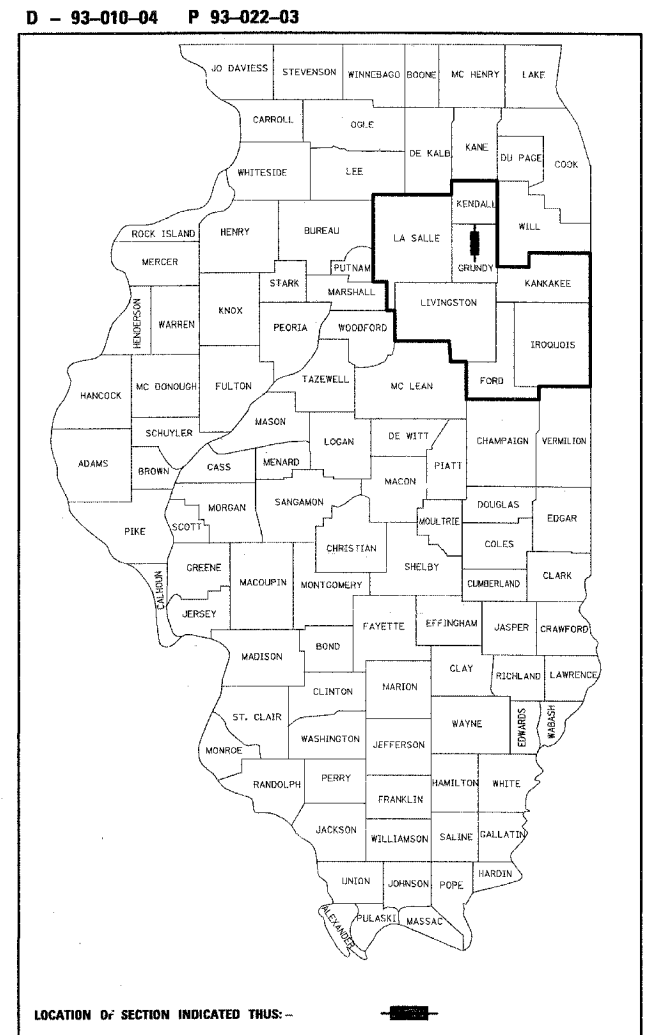 D – 93–010–04 P 93–022–03
JO DAVIESS STEVENSON WINNEBAGO BOONE MC HENRY LAKE
CARROLL OGLE DE KALB KANE DU PAGE COOK
WHITESIDE LEE KENDALL WILL
ROCK ISLAND HENRY BUREAU LA SALLE
MERCER PUTNAM GRUNDY KANKAKEE
STARK MARSHALL LIVINGSTON
HENDERSON WARREN KNOX PEORIA WOODFORD IROQUOIS
HANCOCK MC DONOUGH FULTON TAZEWELL MC LEAN FORD
SCHUYLER MASON LOGAN DE WITT CHAMPAIGN VERMILION
ADAMS BROWN CASS MENARD MACON PIATT
PIKE SCOTT MORGAN SANGAMON MOULTRIE DOUGLAS EDGAR
CHRISTIAN COLES
CALHOUN GREENE MACOUPIN MONTGOMERY SHELBY CUMBERLAND CLARK
JERSEY FAYETTE EFFINGHAM JASPER CRAWFORD
MADISON BOND CLAY RICHLAND LAWRENCE
CLINTON MARION
ST. CLAIR WAYNE EDWARDS WABASH
MONROE WASHINGTON JEFFERSON
RANDOLPH PERRY FRANKLIN HAMILTON WHITE
JACKSON WILLIAMSON SALINE GALLATIN
UNION JOHNSON POPE HARDIN
ALEXANDER PULASKI MASSAC
LOCATION OF SECTION INDICATED THUS: –